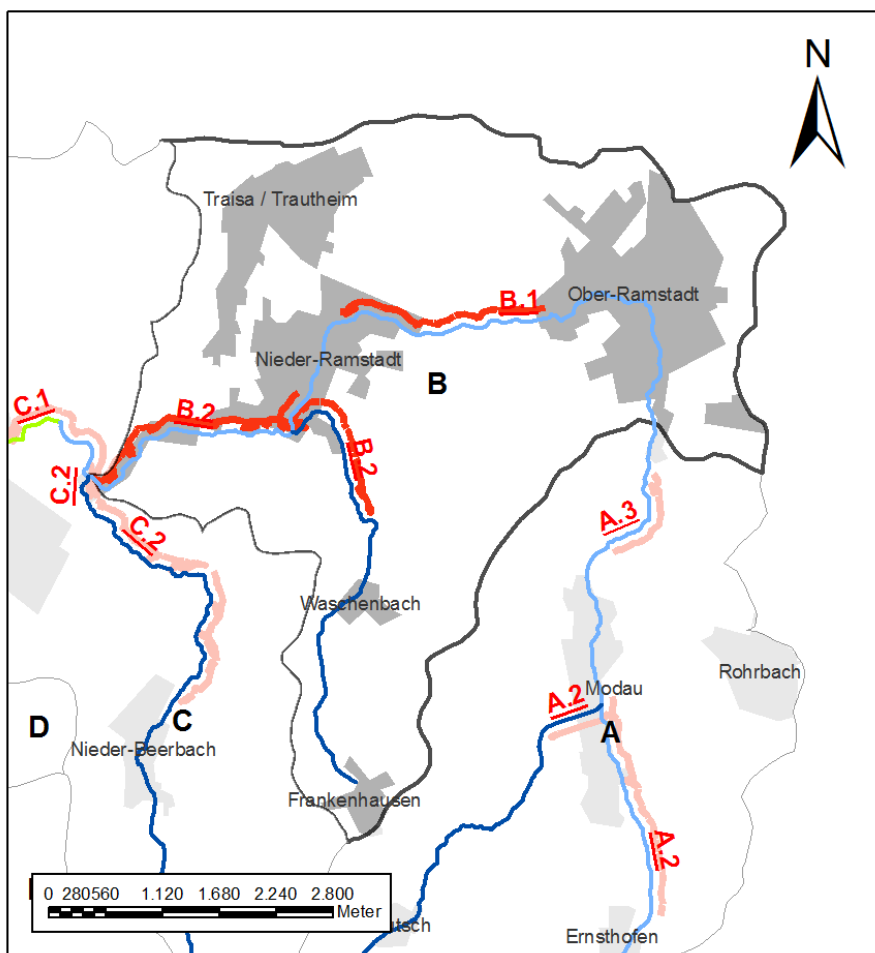 N
Traisa / Trautheim
B.1
Ober-Ramstadt
Nieder-Ramstadt
B
C.1
B.2
B.2
C.2
C.2
A.3
Waschenbach
Modau
Rohrbach
A.2
A
D
C
Nieder-Beerbach
Frankenhausen
A.2
0 280560 1.120 1.680 2.240 2.800
Meter
Ernsthofen